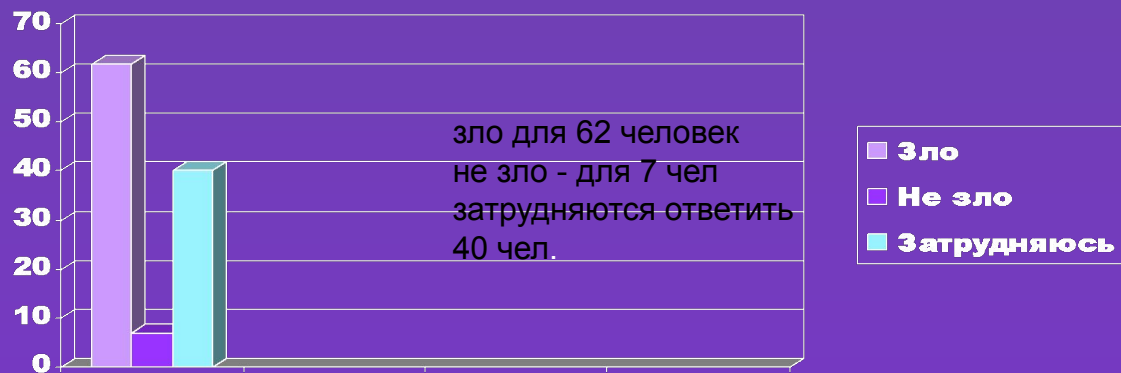 70
60
50
40
30
20
10
0
зло для 62 человек
не зло - для 7 чел
затрудняются ответить
40 чел.
Зло
Не зло
Затрудняюсь